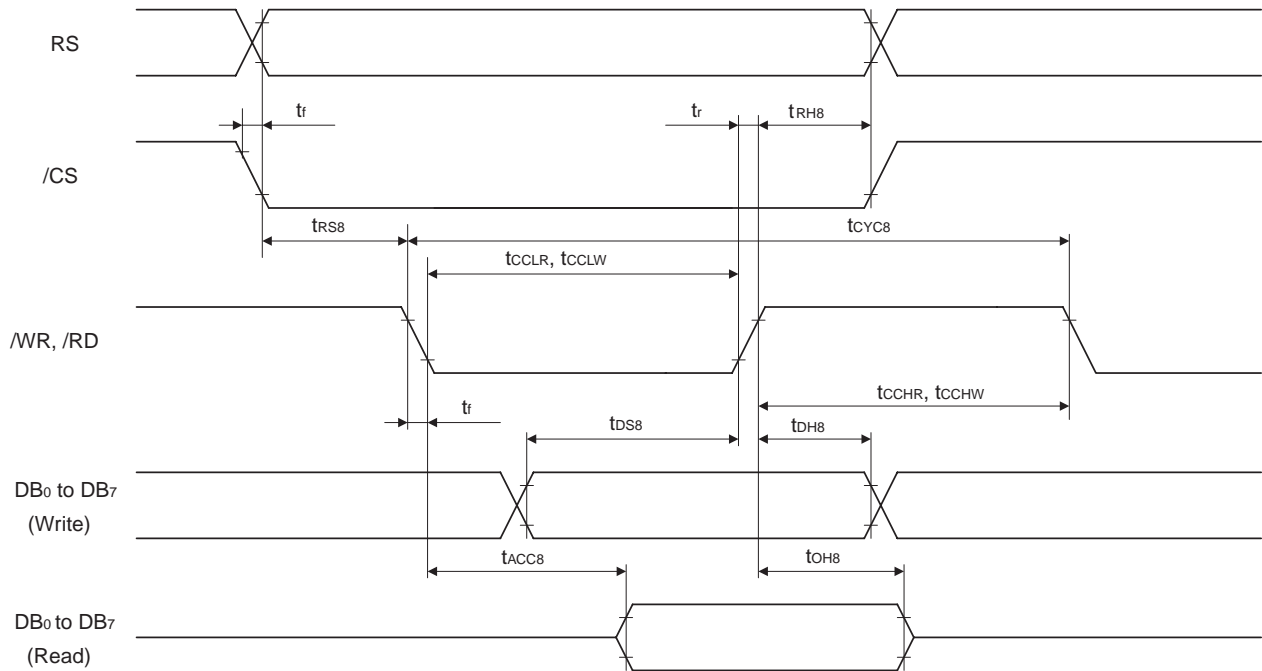 RS
tf
tr
tRH8
/CS
tRS8
tCYC8
tCCLR, tCCLW
/WR, /RD
tCCHR, tCCHW
tf
tDS8
tDH8
DB0 to DB7
(Write)
tACC8
tOH8
DB0 to DB7
(Read)